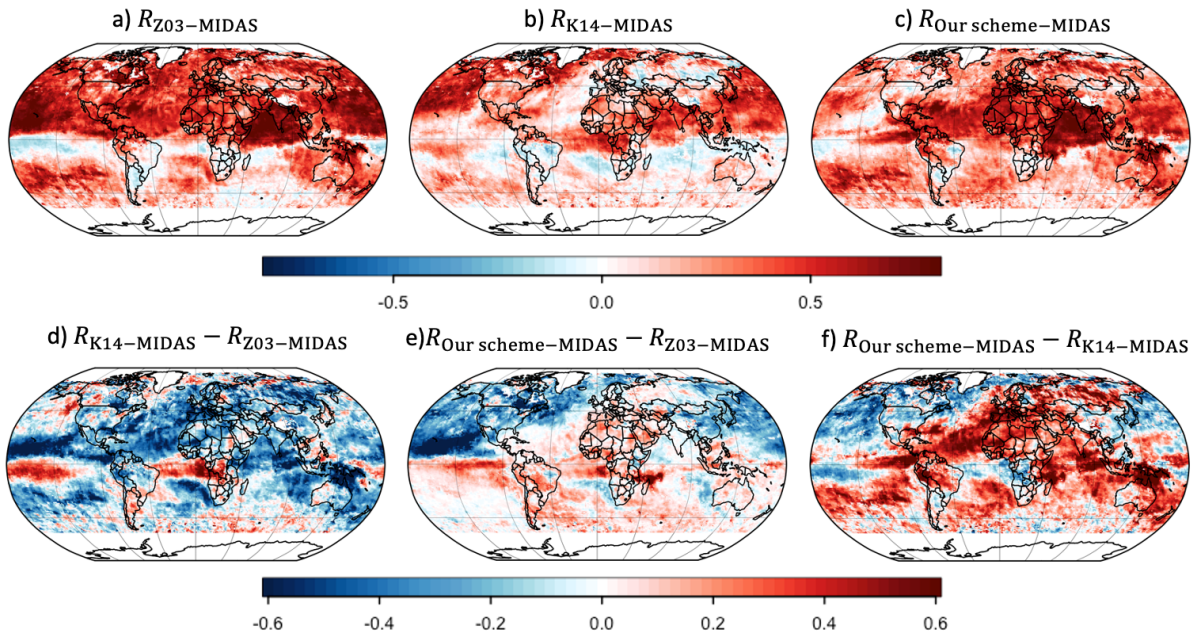 a) R_Z03−MIDAS
b) R_K14−MIDAS
c) R_Our scheme−MIDAS
-0.5 0.0 0.5
d) R_K14−MIDAS − R_Z03−MIDAS
e)R_Our scheme−MIDAS − R_Z03−MIDAS
f) R_Our scheme−MIDAS − R_K14−MIDAS
-0.6 -0.4 -0.2 0.0 0.2 0.4 0.6